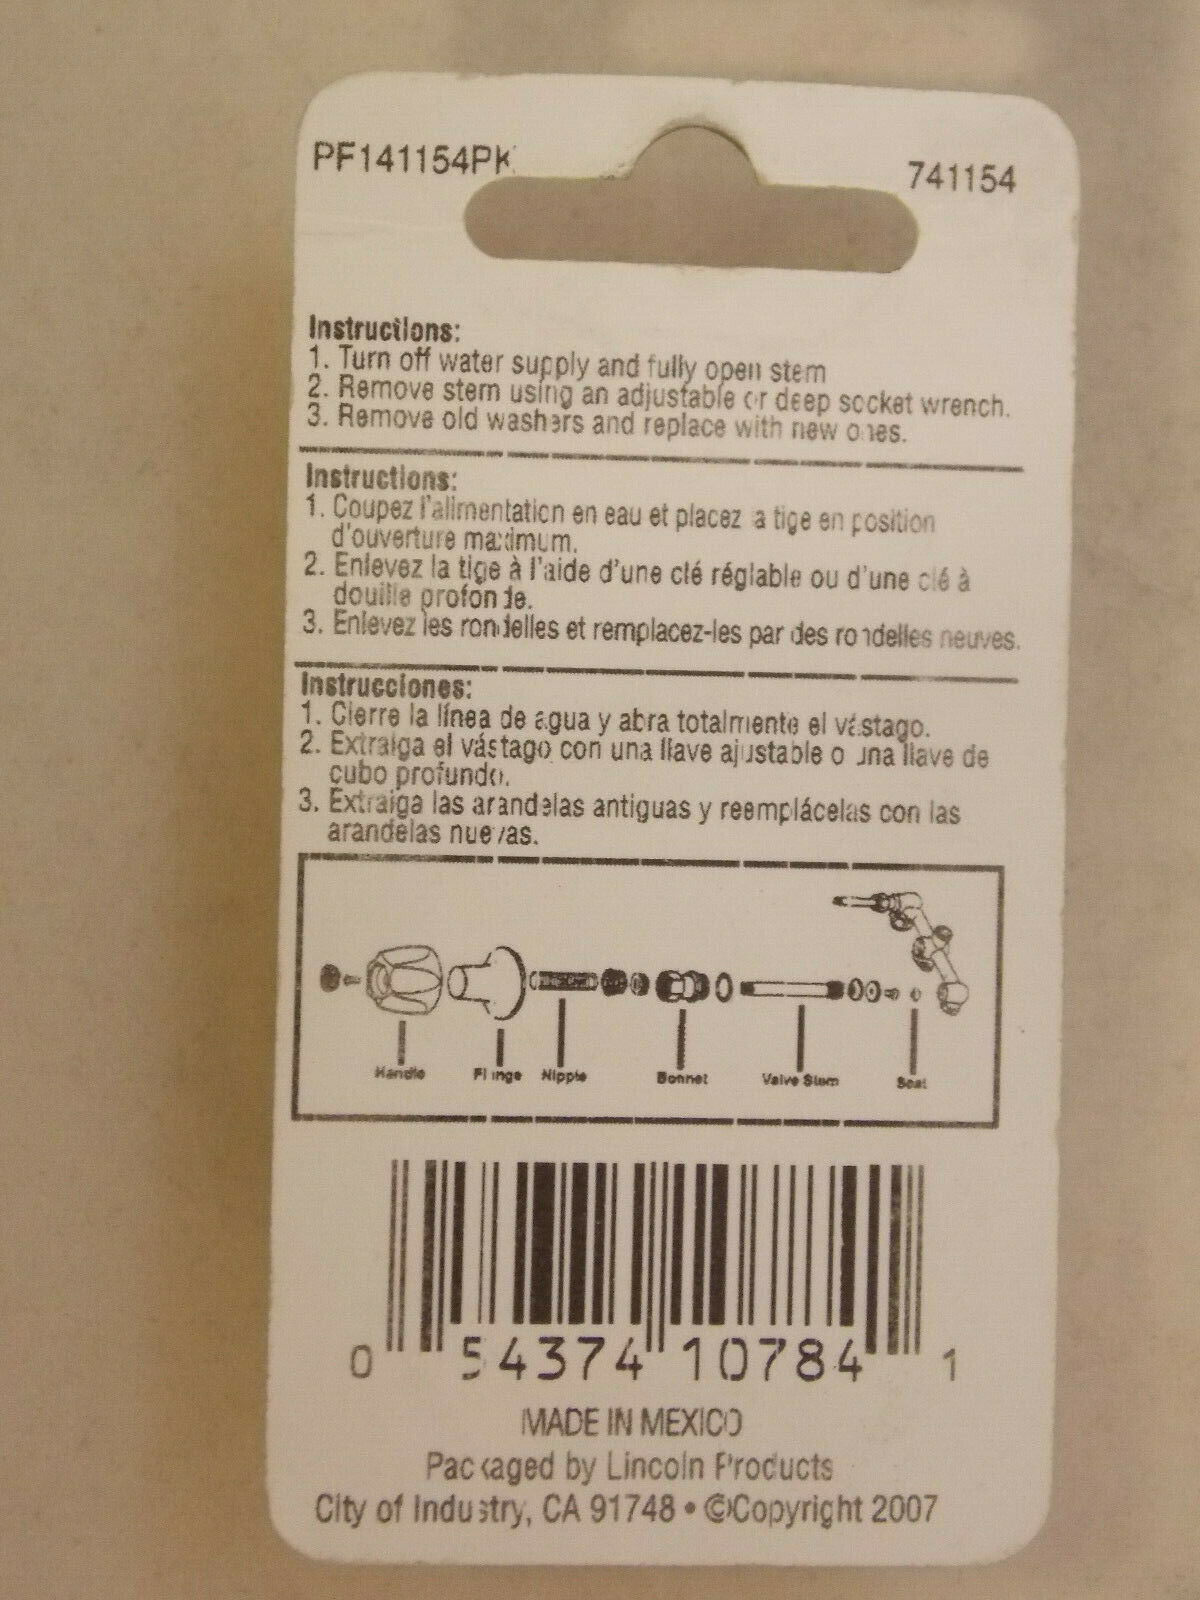 PF141154PK
741154
Instructions:
1. Turn off water supply and fully open stem
2. Remove stem using an adjustable or deep socket wrench.
3. Remove old washers and replace with new ones.
Instructions:
1. Coupez l'alimentation en eau et placez la tige en position
d'ouverture maximum.
2. Enlevez la tige à l'aide d'une clé réglable ou d'une clé à
douille profonde.
3. Enlevez les rondelles et remplacez-les par des rondelles neuves.
Instrucciones:
1. Cierre la línea de agua y abra totalmente el vástago.
2. Extraiga el vástago con una llave ajustable o una llave de
cubo profundo.
3. Extraiga las arandelas antiguas y reemplácelas con las
arandelas nuevas.
Handle Flange Nipple Bonnet Valve Stem Seat
0 54374 10784 1
MADE IN MEXICO
Packaged by Lincoln Products
City of Industry, CA 91748 • ©Copyright 2007